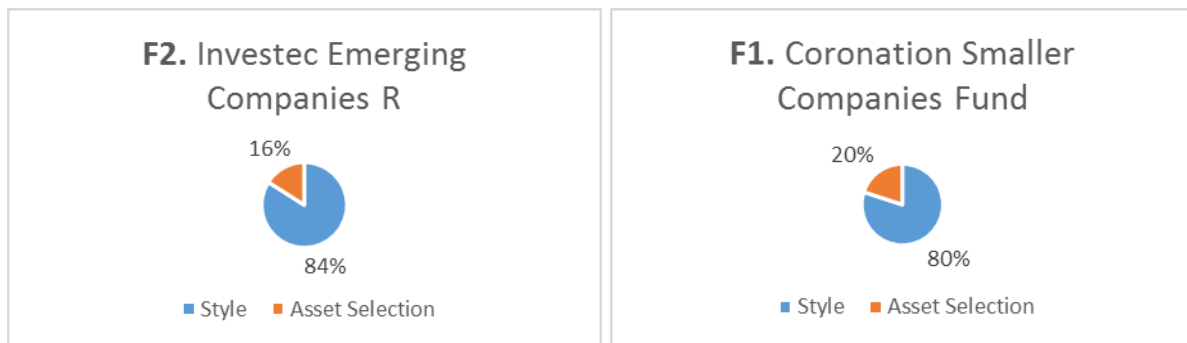 F2. Investec Emerging
Companies R
16%
84%
Style Asset Selection
F1. Coronation Smaller
Companies Fund
20%
80%
Style Asset Selection